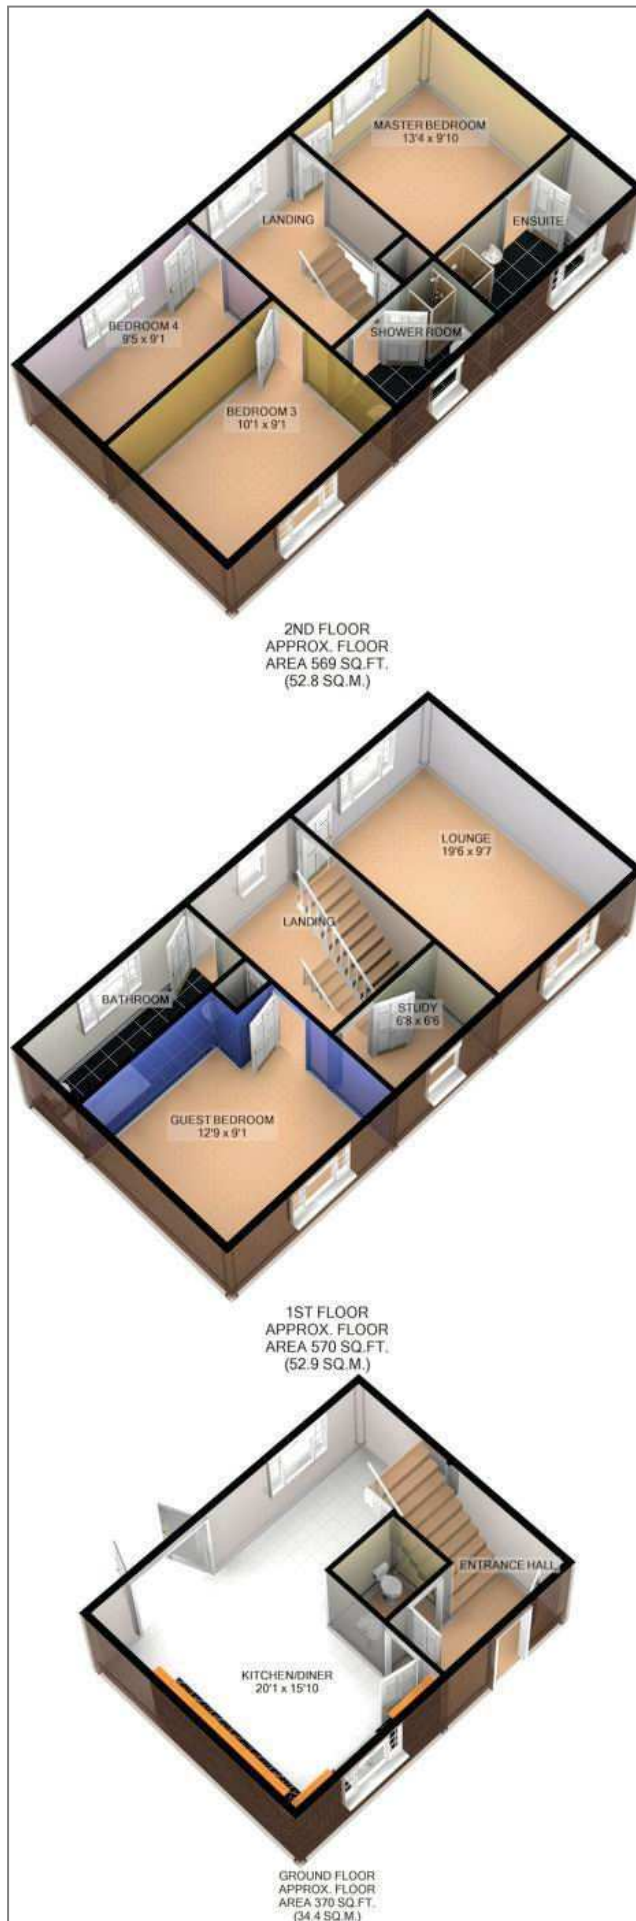 MASTER BEDROOM
13'4 x 9'10
LANDING
ENSUITE
SHOWER ROOM
BEDROOM 4
9'5 x 9'1
BEDROOM 3
10'1 x 9'1
2ND FLOOR
APPROX. FLOOR
AREA 569 SQ.FT.
(52.8 SQ.M.)
LOUNGE
19'6 x 9'7
LANDING
BATHROOM
STUDY
6'8 x 6'6
GUEST BEDROOM
12'9 x 9'1
1ST FLOOR
APPROX. FLOOR
AREA 570 SQ.FT.
(52.9 SQ.M.)
ENTRANCE HALL
KITCHEN/DINER
20'1 x 15'10
GROUND FLOOR
APPROX. FLOOR
AREA 370 SQ.FT.
(34.4 SQ.M.)